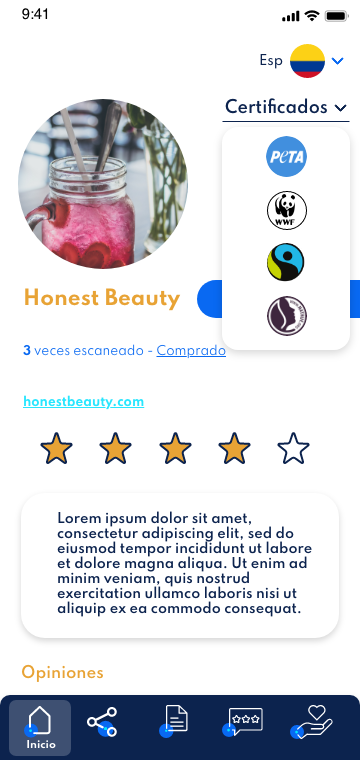 9:41
Esp
Certificados
PeTA
WWF
Honest Beauty
3 veces escaneado - Comprado
honestbeauty.com
Lorem ipsum dolor sit amet,
consectetur adipiscing elit, sed do
eiusmod tempor incididunt ut labore
et dolore magna aliqua. Ut enim ad
minim veniam, quis nostrud
exercitation ullamco laboris nisi ut
aliquip ex ea commodo consequat.
Opiniones
Inicio